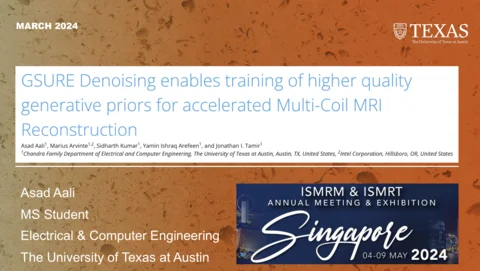 MARCH 2024
TEXAS
The University of Texas at Austin
GSURE Denoising enables training of higher quality
generative priors for accelerated Multi-Coil MRI
Reconstruction
Asad Aali¹, Marius Arvinte¹,², Sidharth Kumar¹, Yamin Ishraq Arefeen¹, and Jonathan I. Tamir¹
¹Chandra Family Department of Electrical and Computer Engineering, The University of Texas at Austin, Austin, TX, United States, ²Intel Corporation, Hillsboro, OR, United States
Asad Aali
MS Student
Electrical & Computer Engineering
The University of Texas at Austin
ISMRM & ISMRT
ANNUAL MEETING & EXHIBITION
Singapore
04-09 MAY 2024